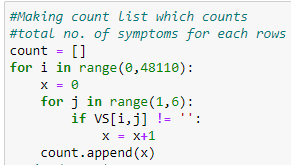 #Making count list which counts
#total no. of symptoms for each rows
count = []
for i in range(0,48110):
    x = 0
    for j in range(1,6):
        if VS[i,j] != '':
            x = x+1
    count.append(x)